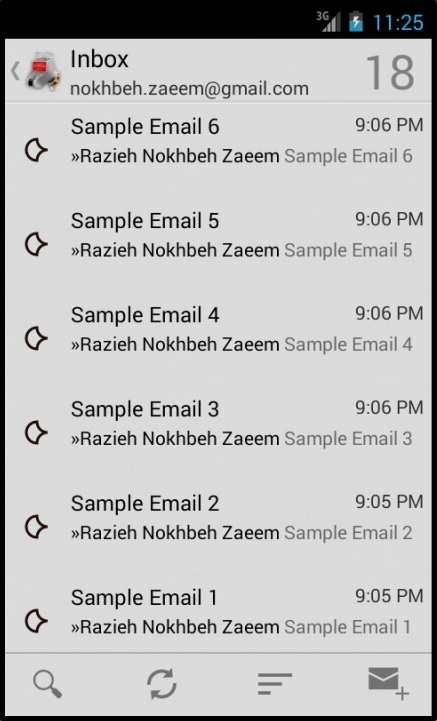 3G 11:25
Inbox 18
nokhbeh.zaeem@gmail.com
Sample Email 6 9:06 PM
»Razieh Nokhbeh Zaeem Sample Email 6
Sample Email 5 9:06 PM
»Razieh Nokhbeh Zaeem Sample Email 5
Sample Email 4 9:06 PM
»Razieh Nokhbeh Zaeem Sample Email 4
Sample Email 3 9:06 PM
»Razieh Nokhbeh Zaeem Sample Email 3
Sample Email 2 9:05 PM
»Razieh Nokhbeh Zaeem Sample Email 2
Sample Email 1 9:05 PM
»Razieh Nokhbeh Zaeem Sample Email 1